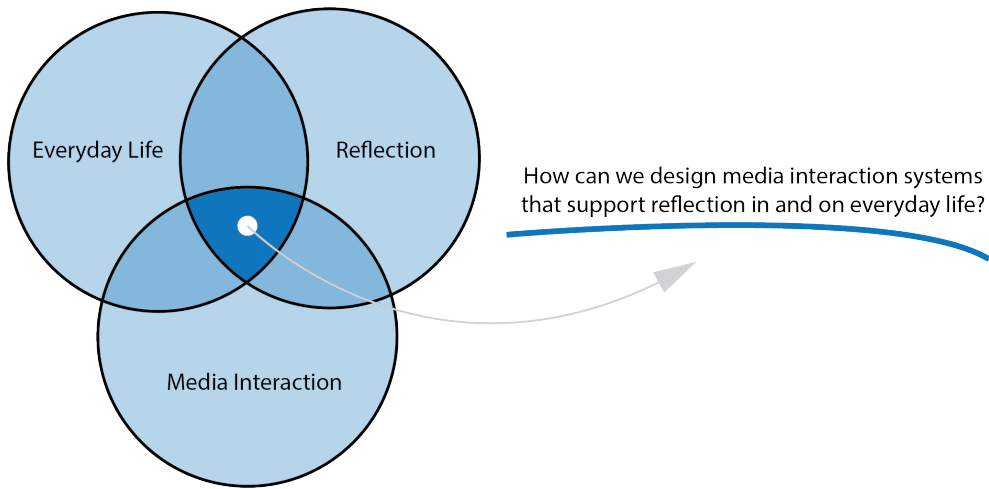 Everyday Life
Reflection
How can we design media interaction systems
that support reflection in and on everyday life?
Media Interaction